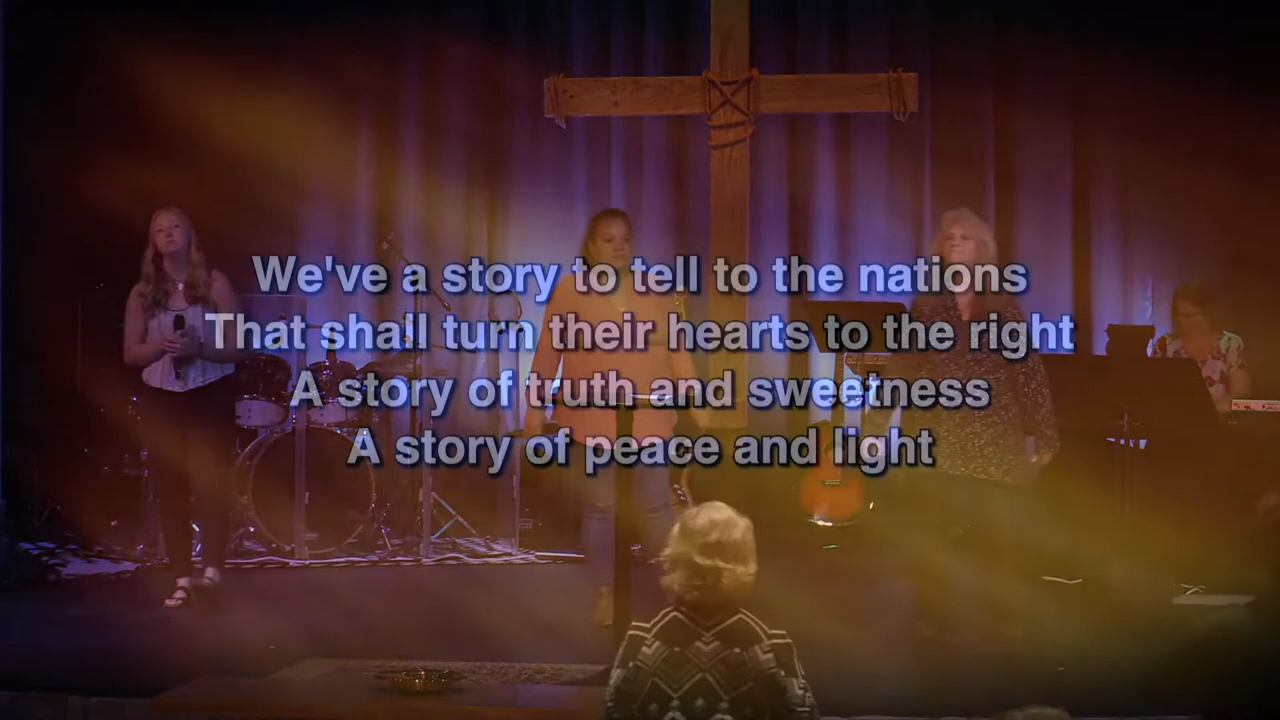 We've a story to tell to the nations
That shall turn their hearts to the right
A story of truth and sweetness
A story of peace and light